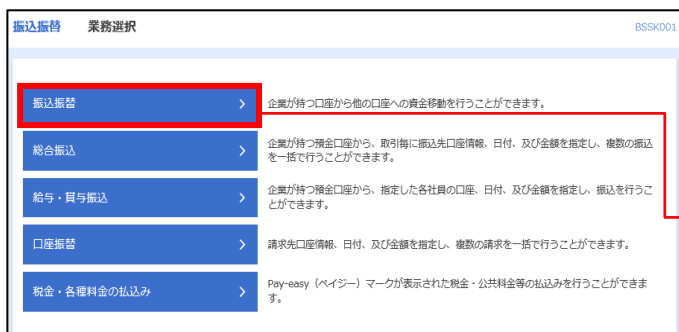 振込振替 業務選択 BSSK001
振込振替
企業が持つ口座から他の口座への資金移動を行うことができます。
総合振込
企業が持つ預金口座から、取引毎に振込先口座情報、日付、及び金額を指定し、複数の振込
を一括で行うことができます。
給与・賞与振込
企業が持つ預金口座から、指定した各社員の口座、日付、及び金額を指定し、振込を行うこ
とができます。
口座振替
請求先口座情報、日付、及び金額を指定し、複数の請求を一括で行うことができます。
税金・各種料金の払込み
Pay-easy（ペイジー）マークが表示された税金・公共料金等の払込みを行うことができま
す。